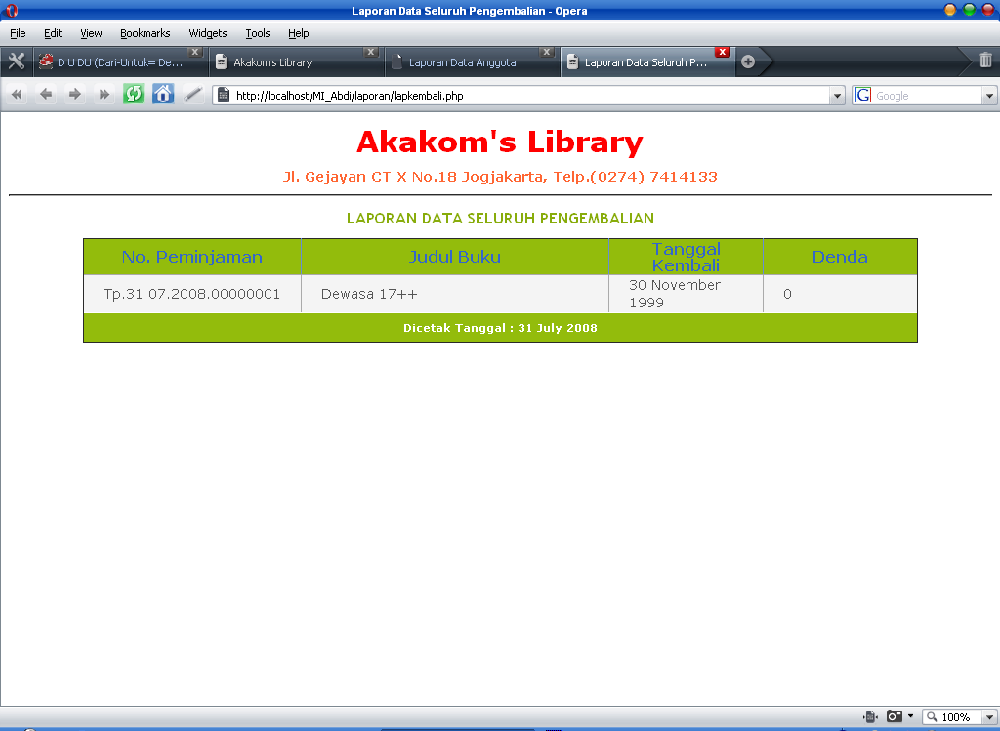 Laporan Data Seluruh Pengembalian - Opera
File Edit View Bookmarks Widgets Tools Help
D U DU (Dari-Untuk= De... Akakom's Library Laporan Data Anggota Laporan Data Seluruh P...
http://localhost/MI_Abdi/laporan/lapkembali.php Google
Akakom's Library
Jl. Gejayan CT X No.18 Jogjakarta, Telp.(0274) 7414133
LAPORAN DATA SELURUH PENGEMBALIAN
No. Peminjaman Judul Buku Tanggal Kembali Denda
Tp.31.07.2008.00000001 Dewasa 17++ 30 November 1999 0
Dicetak Tanggal : 31 July 2008
100%